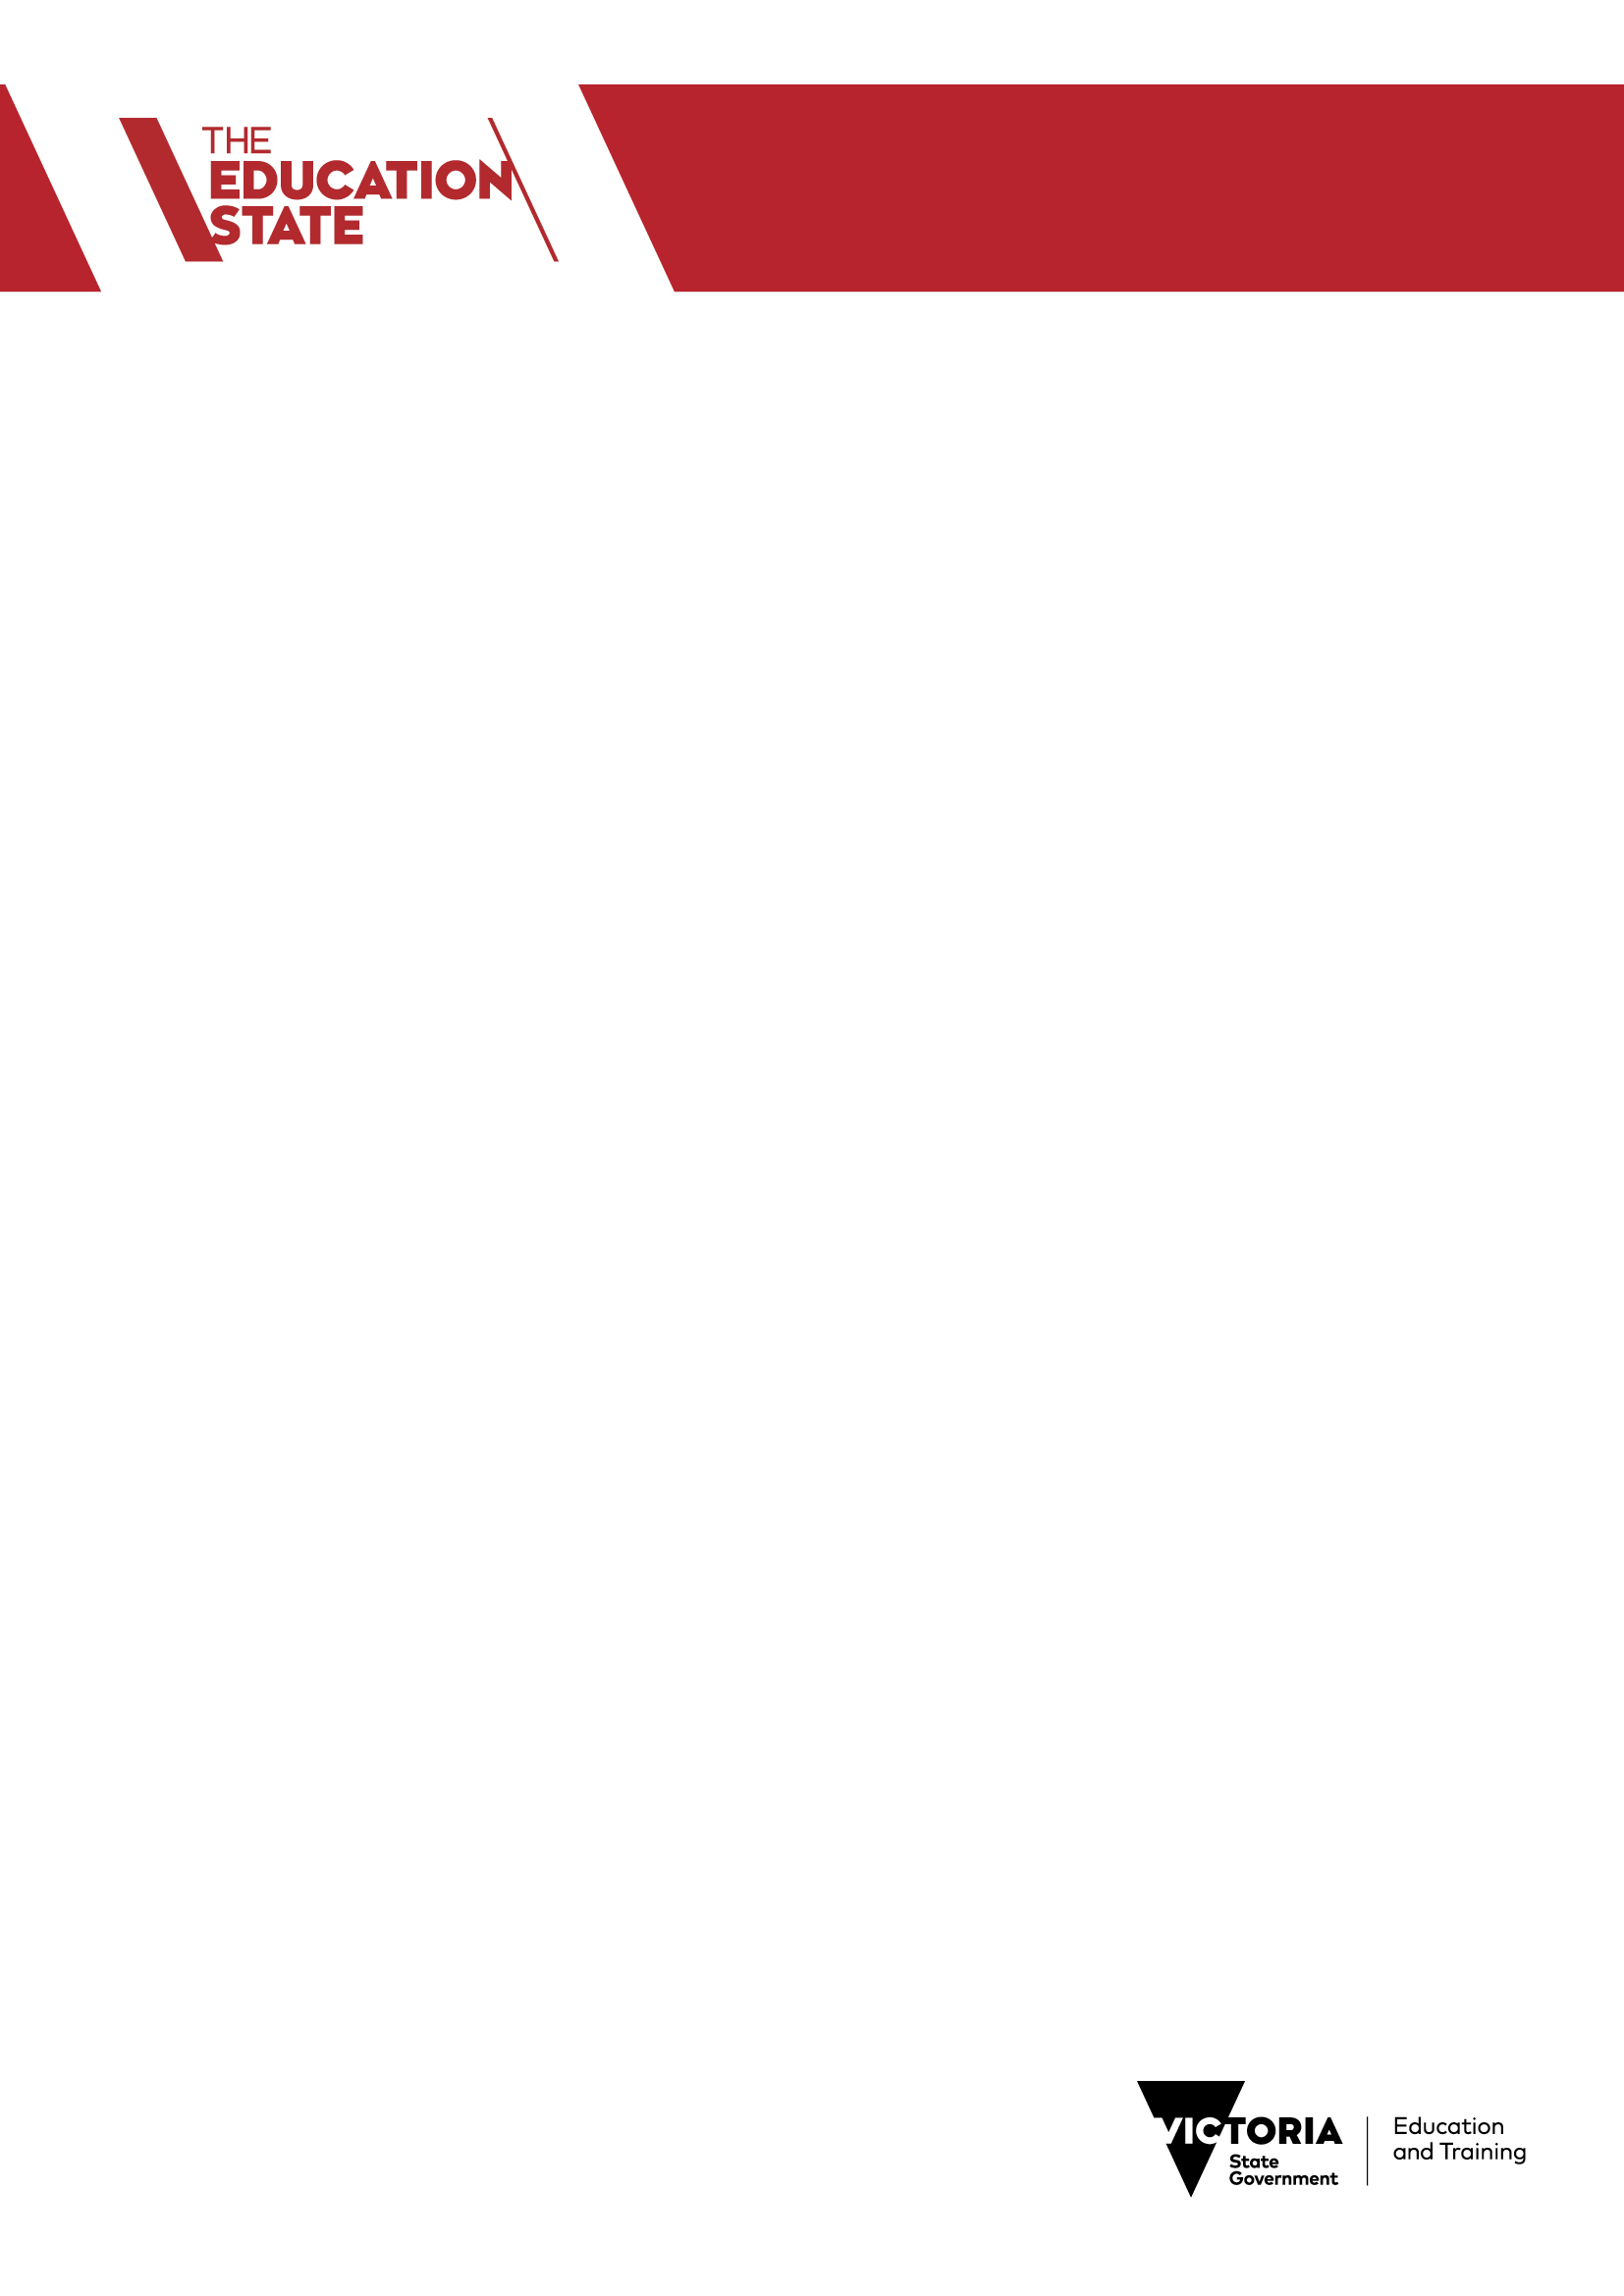 THE
EDUCATION
STATE
VICTORIA
State
Government
Education
and Training